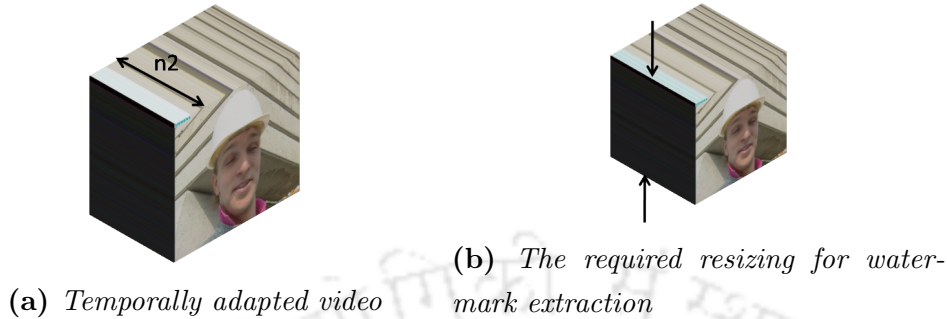 n2
(a) Temporally adapted video
(b) The required resizing for water-
mark extraction